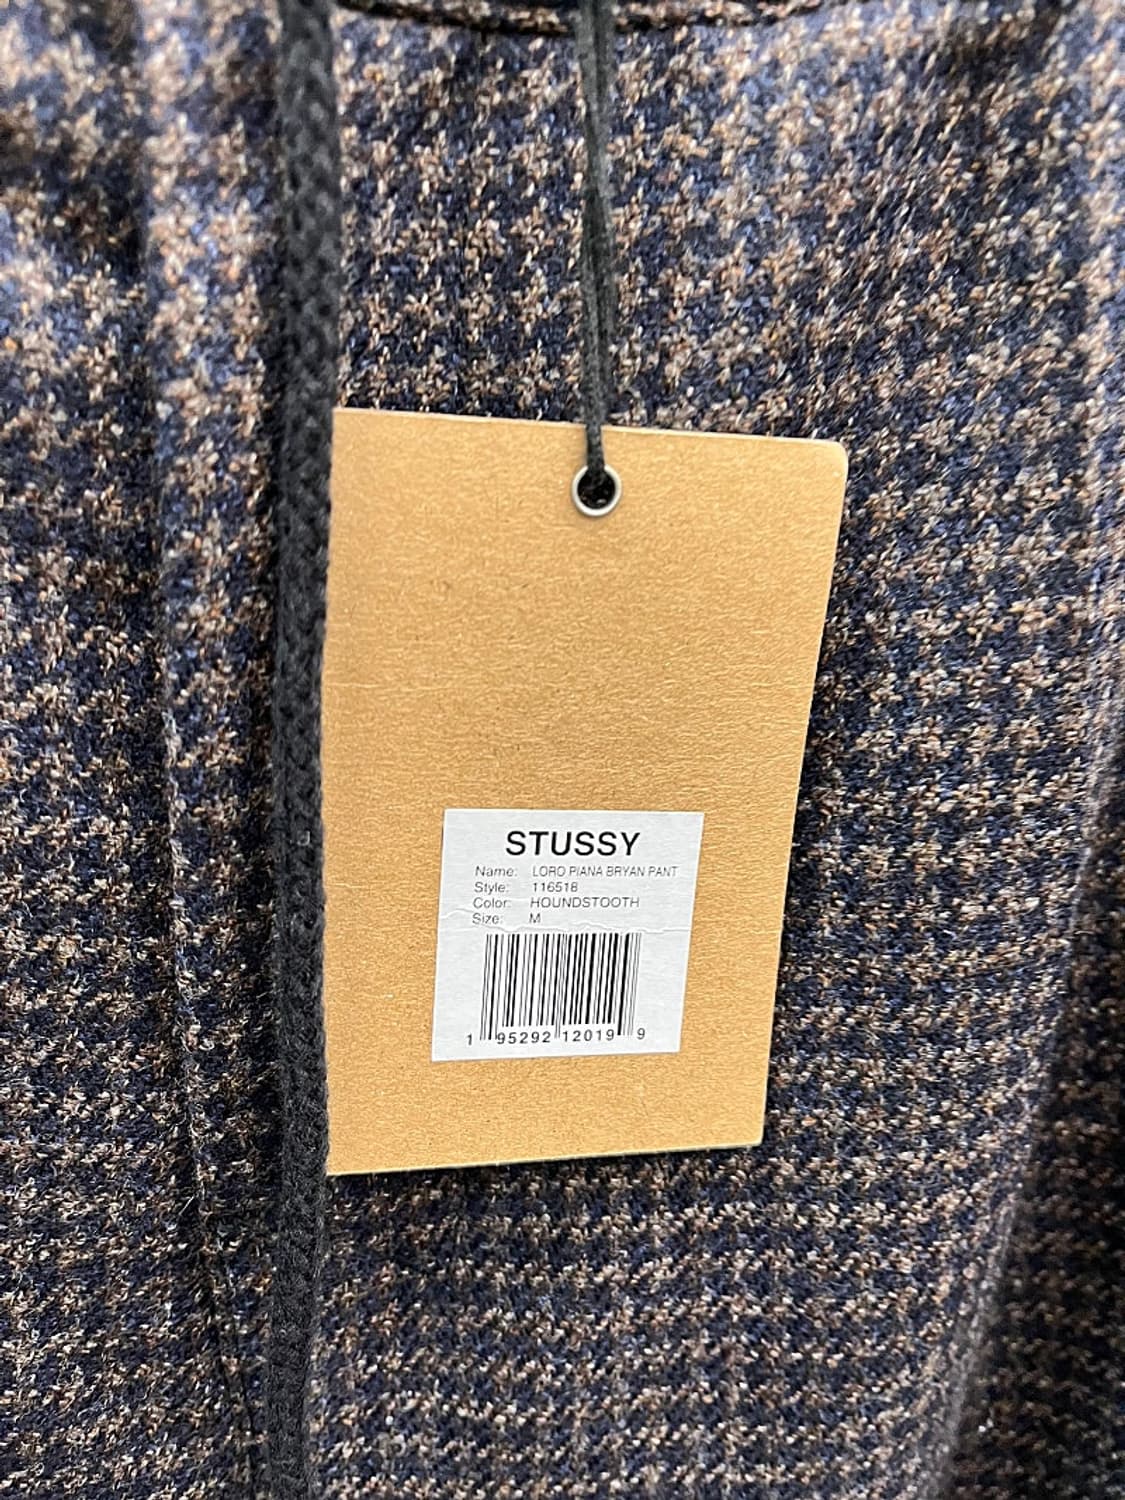 STUSSY
Name: LORO PIANA BRYAN PANT
Style: 116518
Color: HOUNDSTOOTH
Size: M
1 95292 12019 9